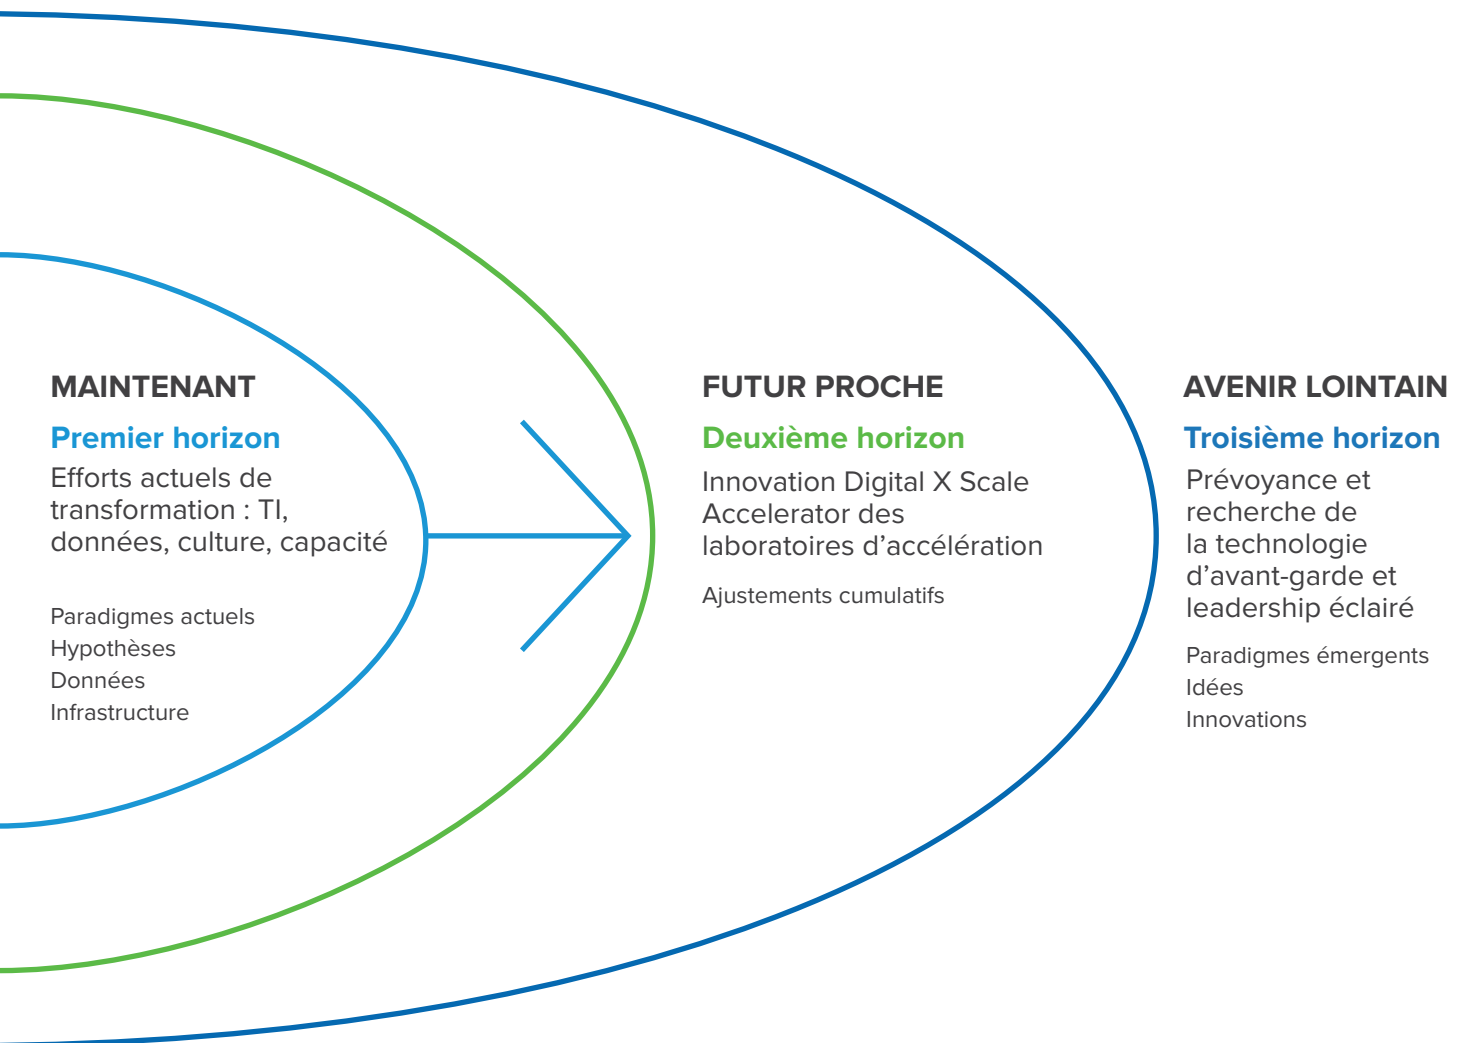 MAINTENANT
Premier horizon
Efforts actuels de
transformation : TI,
données, culture, capacité
Paradigmes actuels
Hypothèses
Données
Infrastructure
FUTUR PROCHE
Deuxième horizon
Innovation Digital X Scale
Accelerator des
laboratoires d’accélération
Ajustements cumulatifs
AVENIR LOINTAIN
Troisième horizon
Prévoyance et
recherche de
la technologie
d’avant-garde et
leadership éclairé
Paradigmes émergents
Idées
Innovations